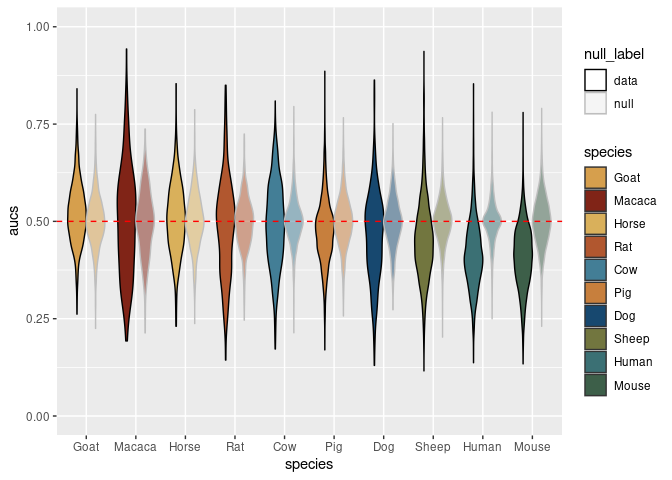 aucs
1.00
0.75
0.50
0.25
0.00
Goat Macaca Horse Rat Cow Pig Dog Sheep Human Mouse
species
null_label
data
null
species
Goat
Macaca
Horse
Rat
Cow
Pig
Dog
Sheep
Human
Mouse